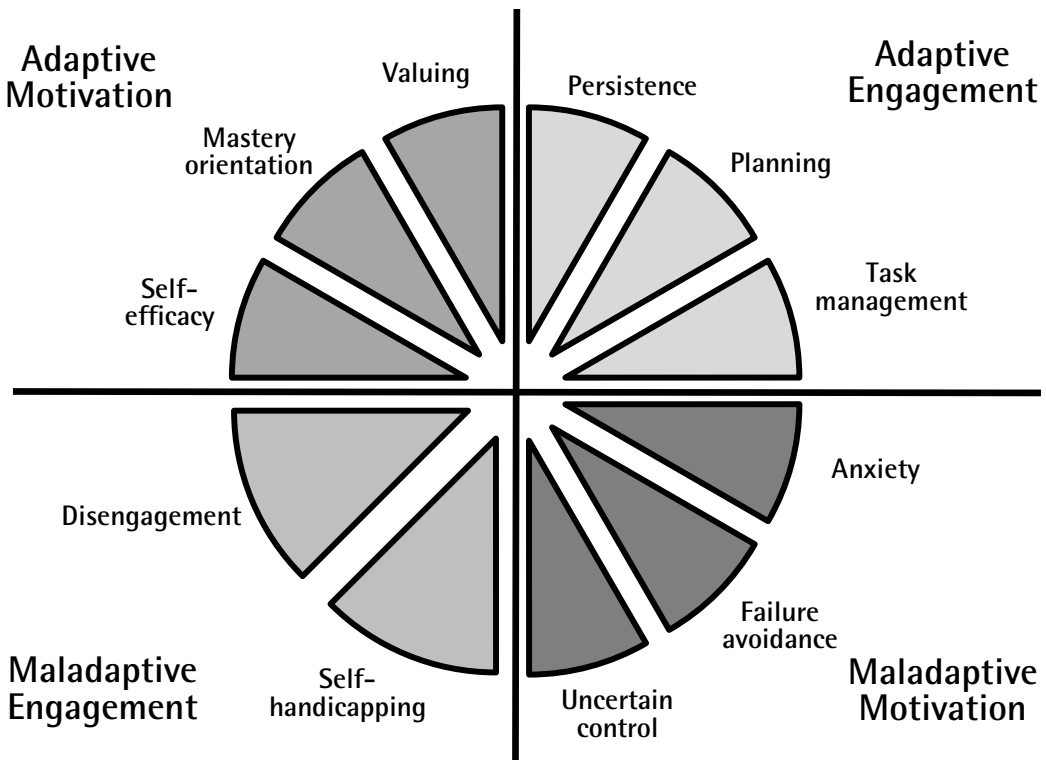 Adaptive
Motivation
Valuing
Persistence
Adaptive
Engagement
Mastery
orientation
Planning
Self-
efficacy
Task
management
Disengagement
Anxiety
Maladaptive
Engagement
Self-
handicapping
Uncertain
control
Failure
avoidance
Maladaptive
Motivation